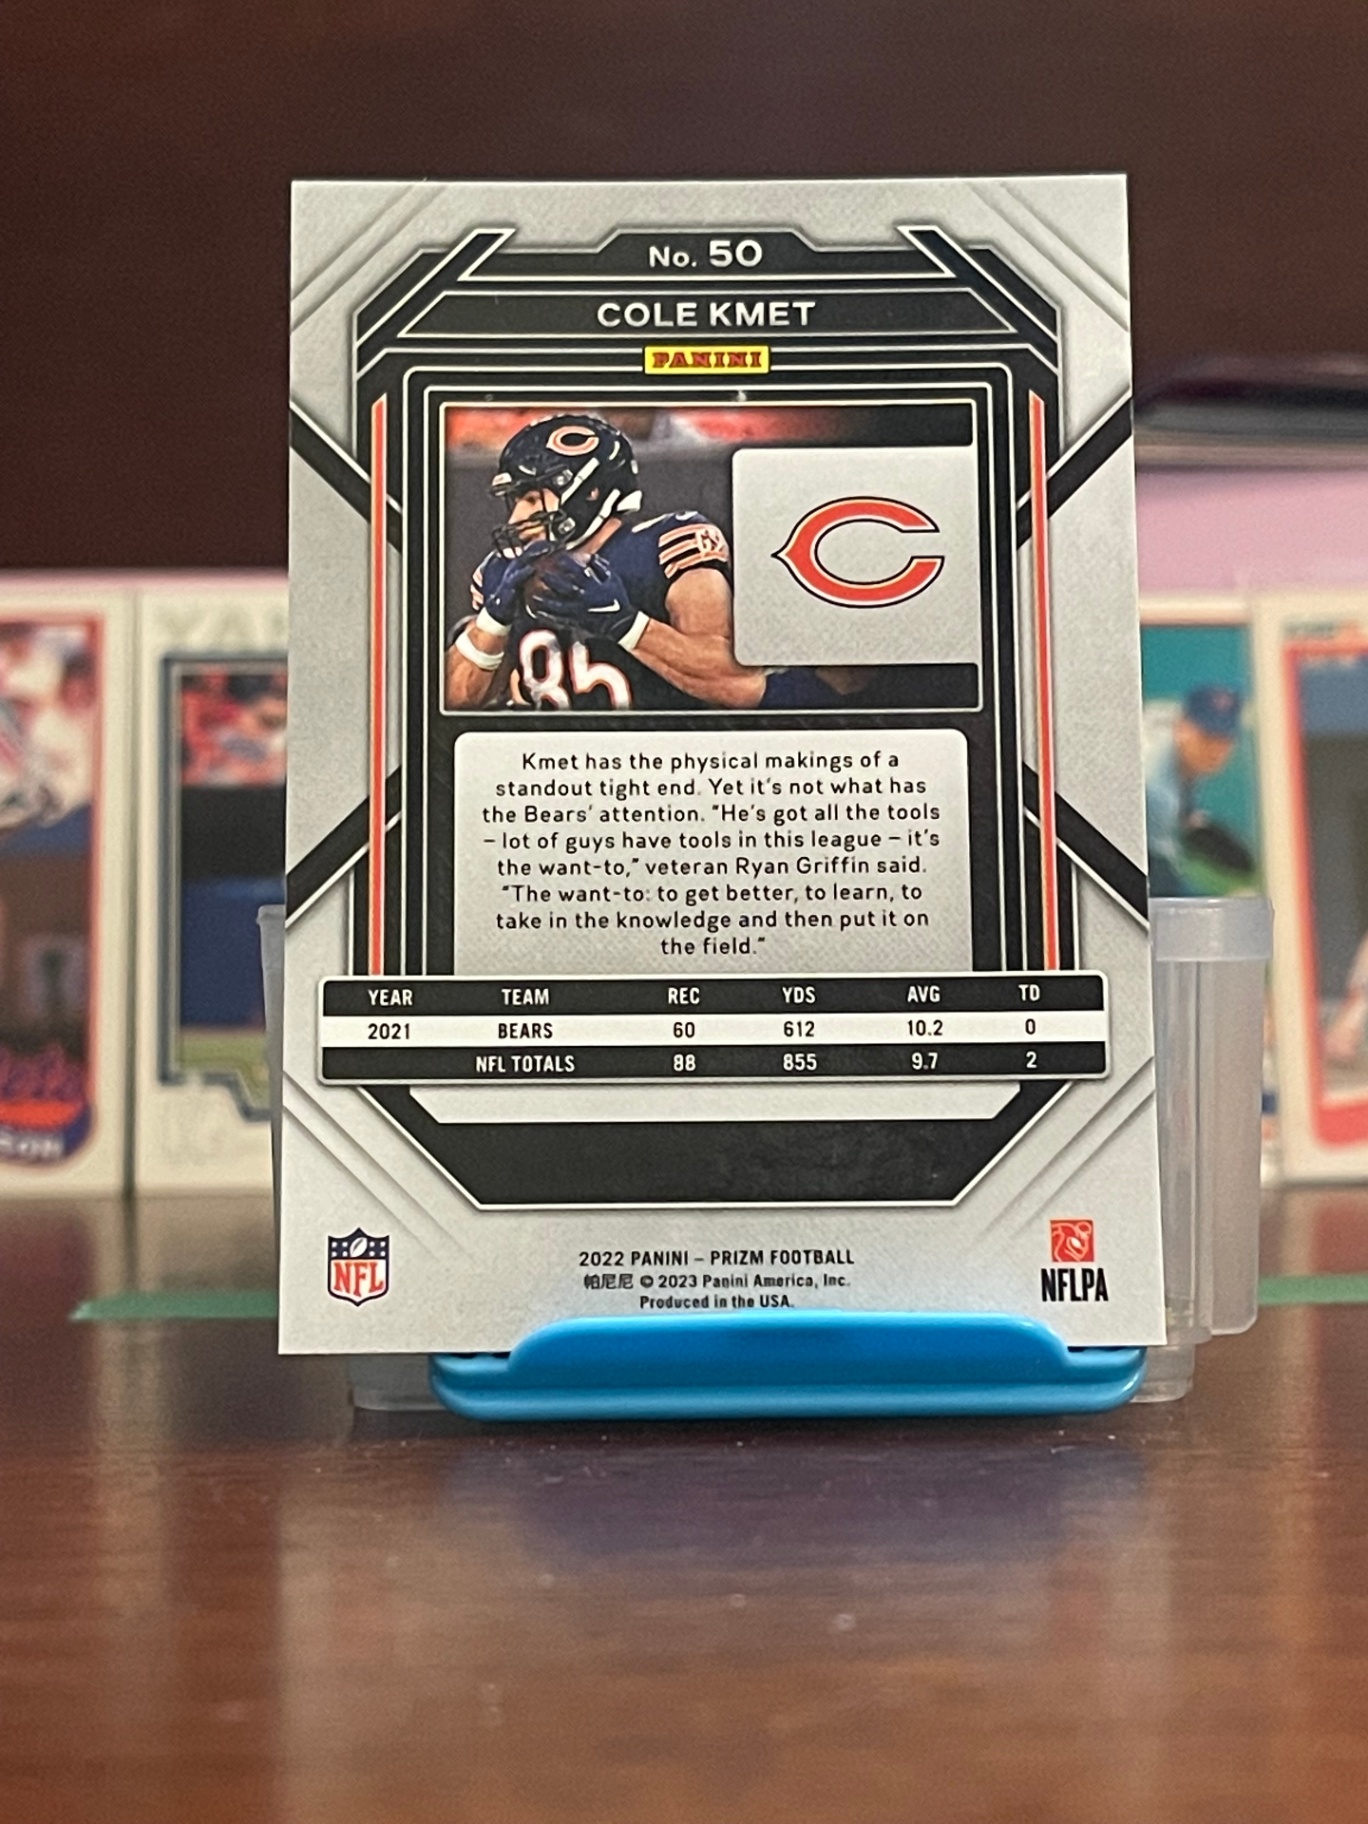 No. 50
COLE KMET
PANINI
85
Kmet has the physical makings of a
standout tight end. Yet it's not what has
the Bears' attention. "He's got all the tools
– lot of guys have tools in this league – it's
the want-to," veteran Ryan Griffin said.
"The want-to: to get better, to learn, to
take in the knowledge and then put it on
the field."
YEAR TEAM REC YDS AVG TD
2021 BEARS 60 612 10.2 0
NFL TOTALS 88 855 9.7 2
NFL
2022 PANINI – PRIZM FOOTBALL
帕尼尼 © 2023 Panini America, Inc.
Produced in the USA.
NFLPA